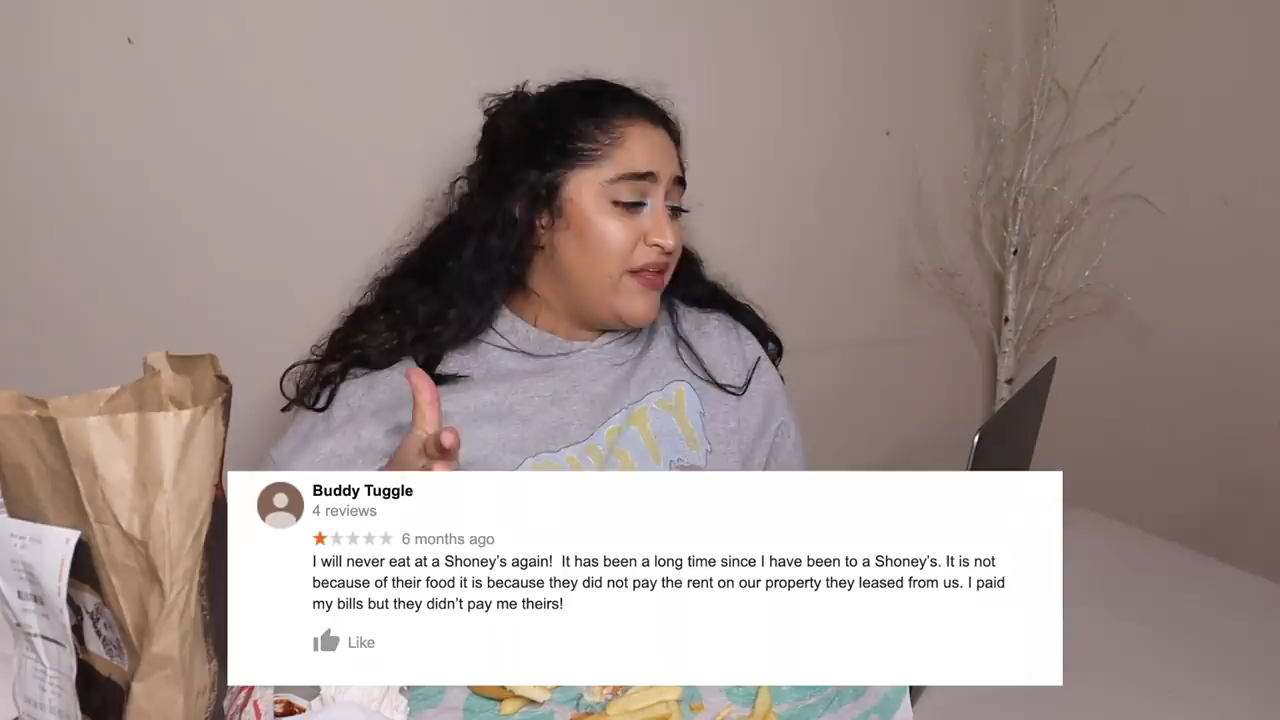 Buddy Tuggle
4 reviews
6 months ago
I will never eat at a Shoney's again!  It has been a long time since I have been to a Shoney's. It is not
because of their food it is because they did not pay the rent on our property they leased from us. I paid
my bills but they didn't pay me theirs!
Like